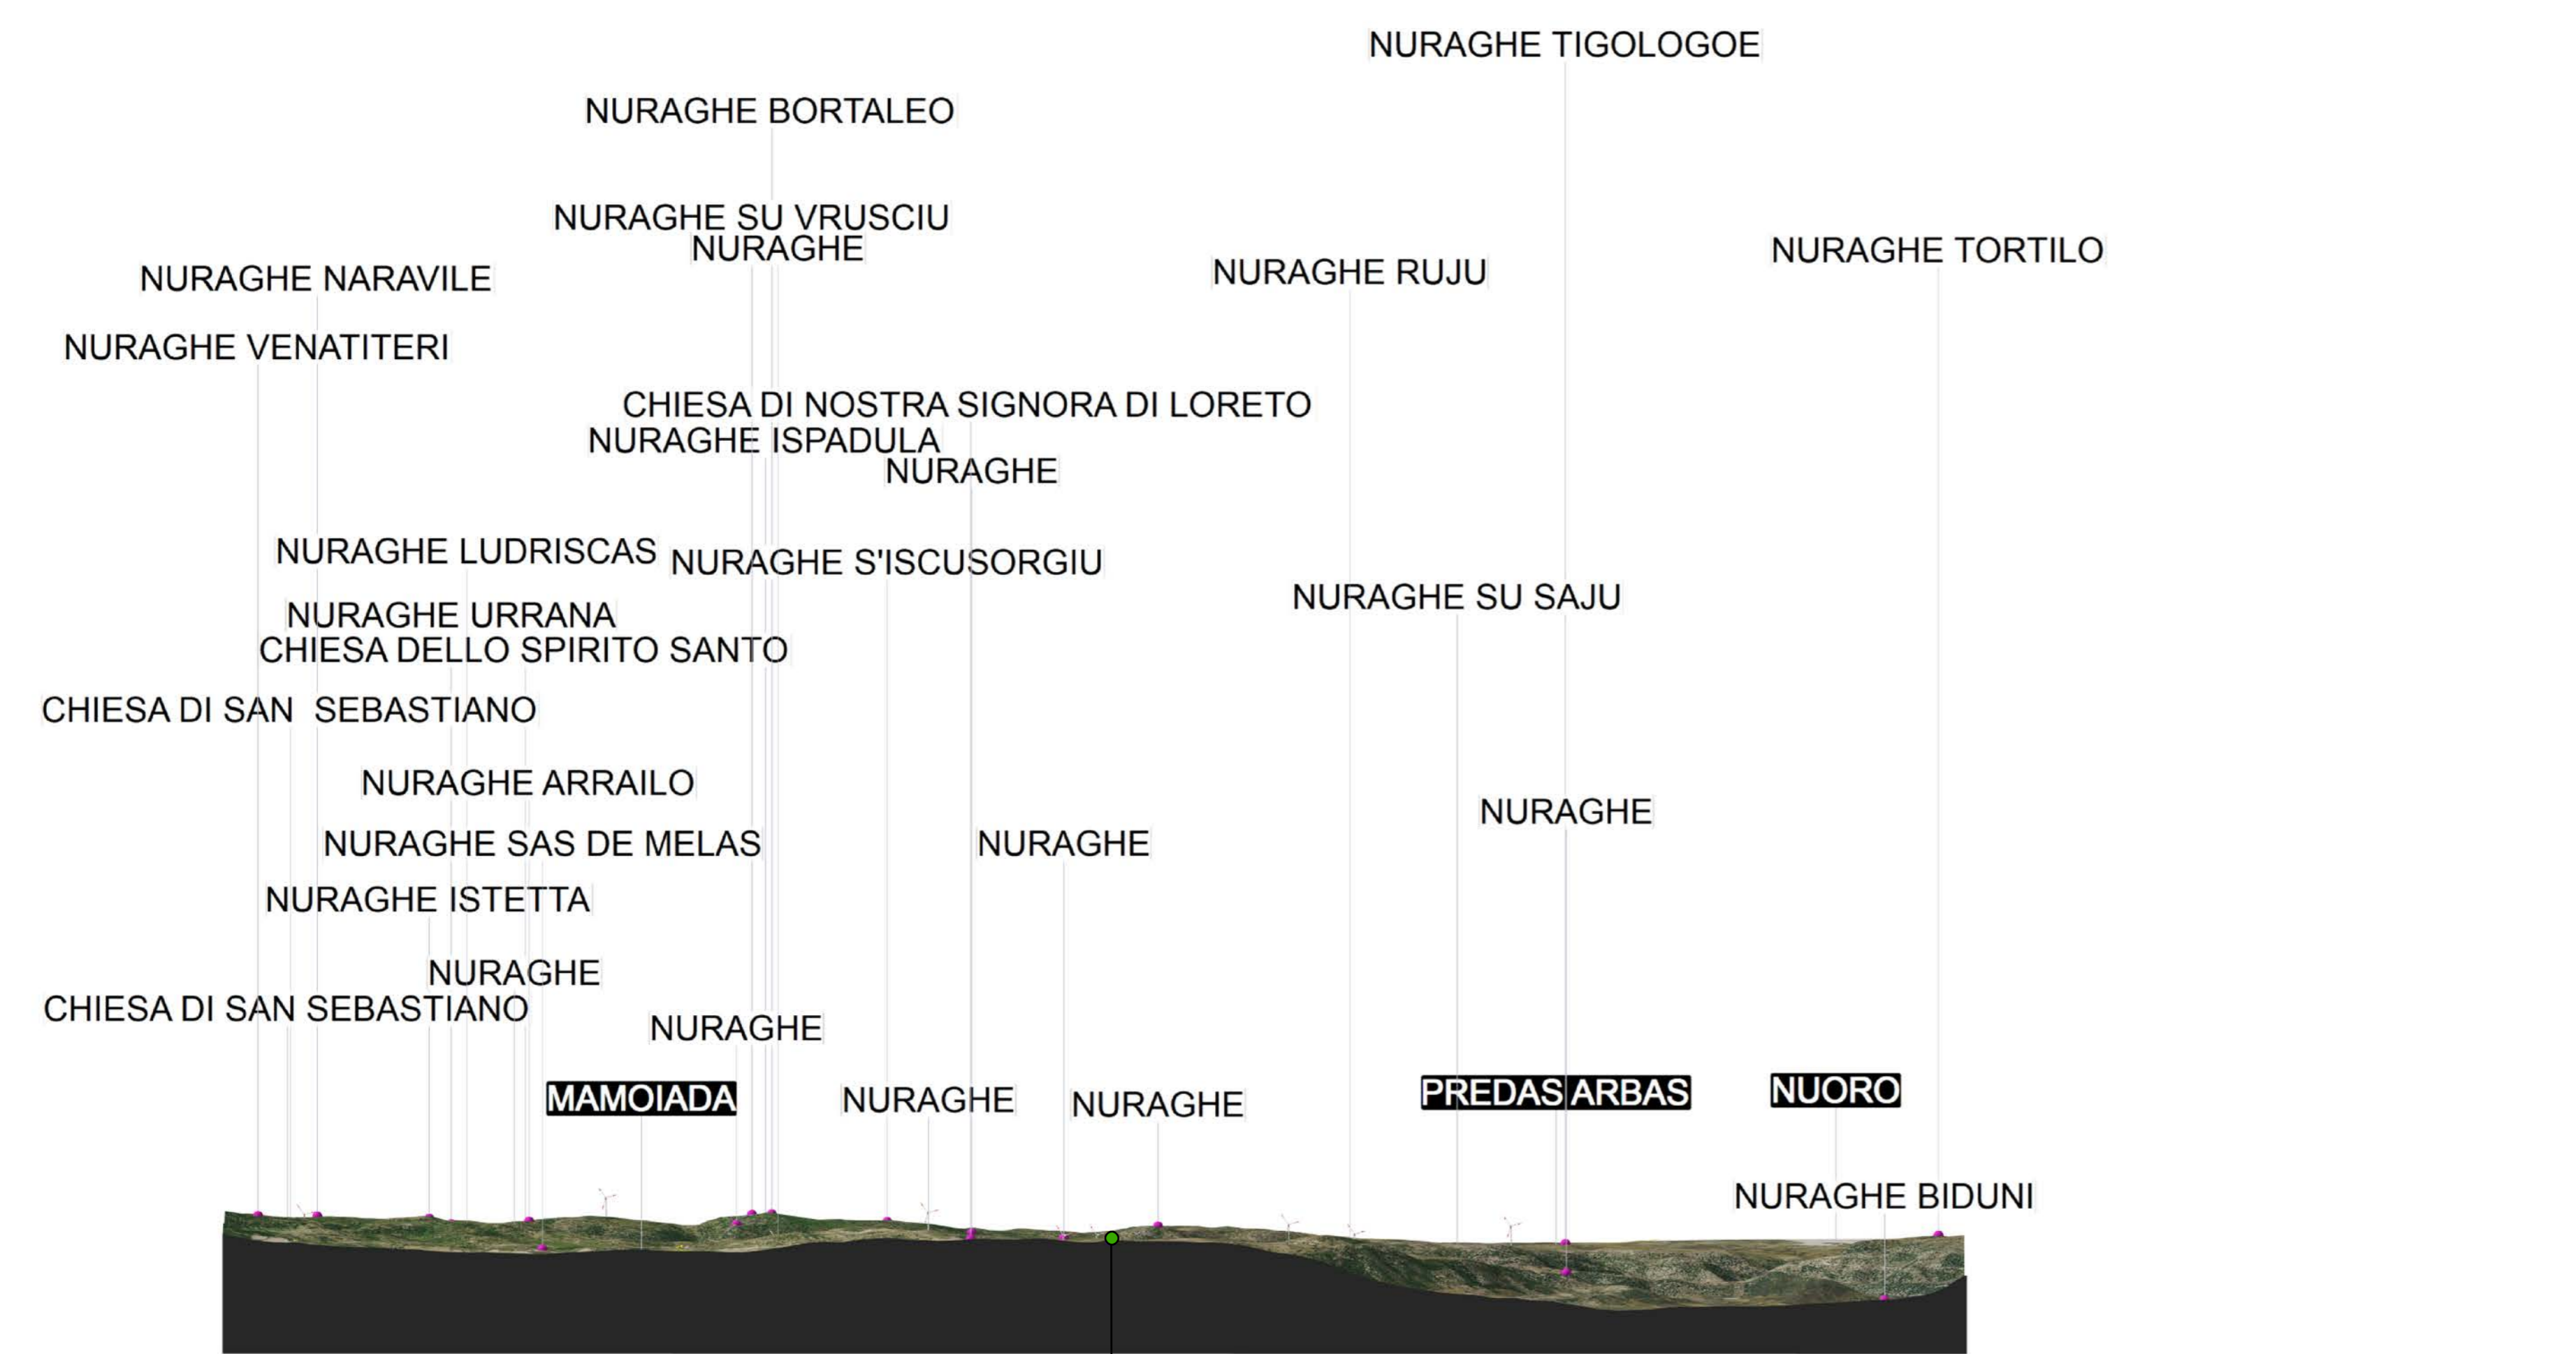 NURAGHE TIGOLOGOE
NURAGHE BORTALEO
NURAGHE SU VRUSCIU
NURAGHE
NURAGHE TORTILO
NURAGHE RUJU
NURAGHE NARAVILE
NURAGHE VENATITERI
CHIESA DI NOSTRA SIGNORA DI LORETO
NURAGHE ISPADULA
NURAGHE
NURAGHE LUDRISCAS
NURAGHE S'ISCUSORGIU
NURAGHE SU SAJU
NURAGHE URRANA
CHIESA DELLO SPIRITO SANTO
CHIESA DI SAN  SEBASTIANO
NURAGHE ARRAILO
NURAGHE
NURAGHE SAS DE MELAS
NURAGHE
NURAGHE ISTETTA
NURAGHE
CHIESA DI SAN SEBASTIANO
NURAGHE
MAMOIADA
NURAGHE
NURAGHE
PREDAS ARBAS
NUORO
NURAGHE BIDUNI